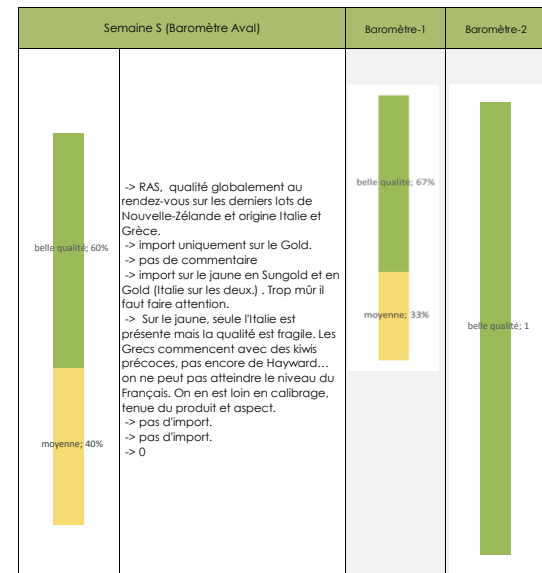 Semaine S (Baromètre Aval)
Baromètre-1
Baromètre-2
belle qualité; 60%
moyenne; 40%
-> RAS,  qualité globalement au
rendez-vous sur les derniers lots de
Nouvelle-Zélande et origine Italie et
Grèce.
-> import uniquement sur le Gold.
-> pas de commentaire
-> import sur le jaune en Sungold et en
Gold (Italie sur les deux.) . Trop mûr il
faut faire attention.
->  Sur le jaune, seule l'Italie est
présente mais la qualité est fragile. Les
Grecs commencent avec des kiwis
précoces, pas encore de Hayward…
on ne peut pas atteindre le niveau du
Français. On en est loin en calibrage,
tenue du produit et aspect.
-> pas d'import.
-> pas d'import.
-> 0
belle qualité; 67%
moyenne; 33%
belle qualité; 1